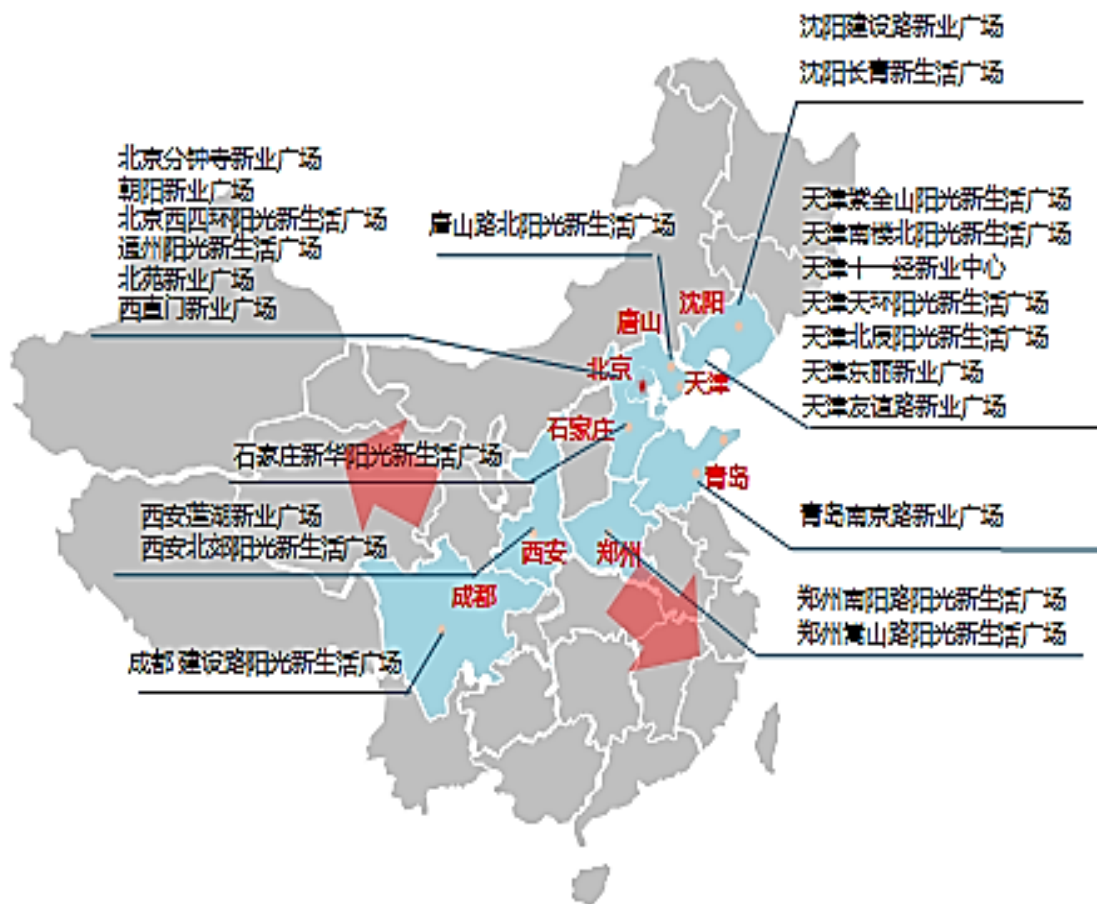 沈阳建设路新业广场
沈阳长青新生活广场
北京分钟寺新业广场
朝阳新业广场
北京西四环阳光新生活广场
通州阳光新生活广场
北苑新业广场
西直门新业广场
唐山路北阳光新生活广场
天津紫金山阳光新生活广场
天津南楼北阳光新生活广场
天津十一经新业中心
天津天环阳光新生活广场
天津北辰阳光新生活广场
天津东丽新业广场
天津友谊路新业广场
沈阳
唐山
北京
天津
石家庄
石家庄新华阳光新生活广场
青岛
西安莲湖新业广场
西安北郊阳光新生活广场
青岛南京路新业广场
西安
郑州
成都
郑州南阳路阳光新生活广场
郑州嵩山路阳光新生活广场
成都 建设路阳光新生活广场